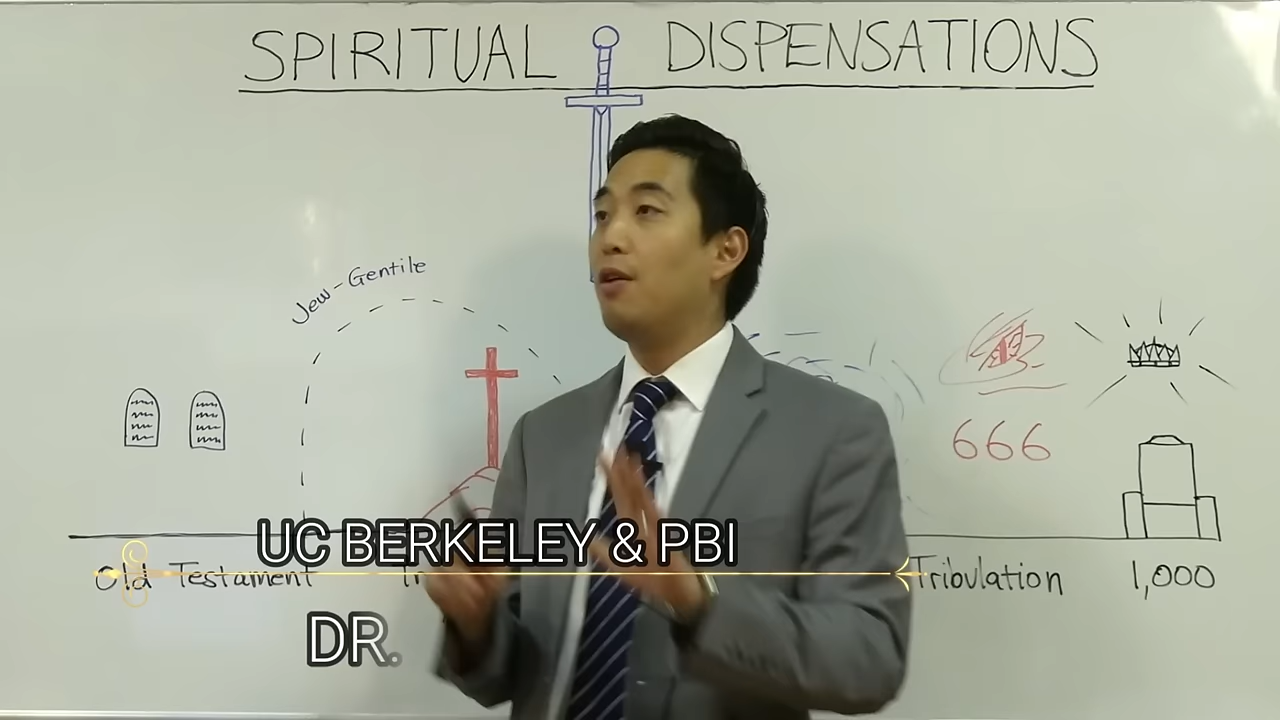 SPIRITUAL DISPENSATIONS
Jew-Gentile
666
UC BERKELEY & PBI
Old Testament Tribulation 1,000
DR.